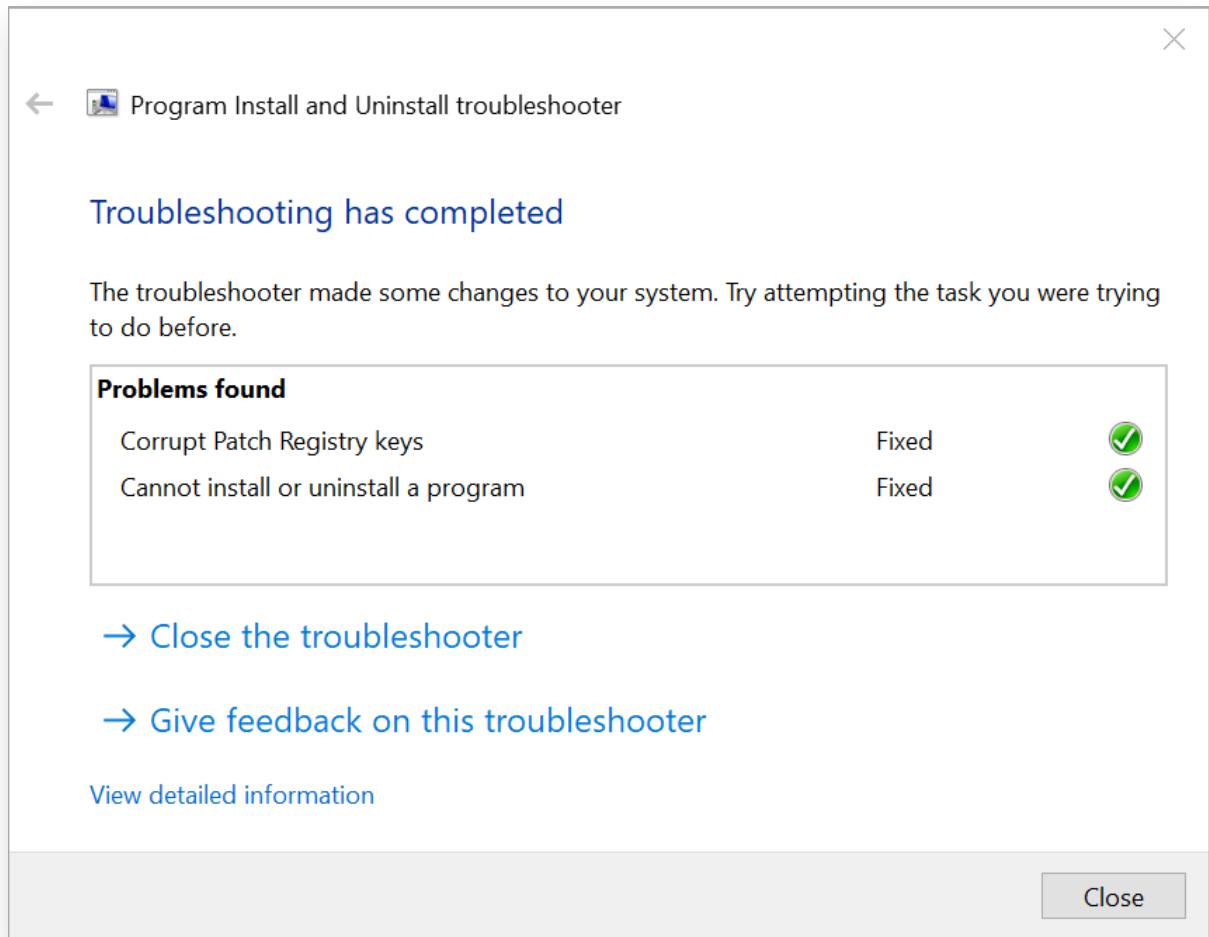 Program Install and Uninstall troubleshooter
Troubleshooting has completed
The troubleshooter made some changes to your system. Try attempting the task you were trying
to do before.
Problems found
Corrupt Patch Registry keys Fixed
Cannot install or uninstall a program Fixed
Close the troubleshooter
Give feedback on this troubleshooter
View detailed information
Close